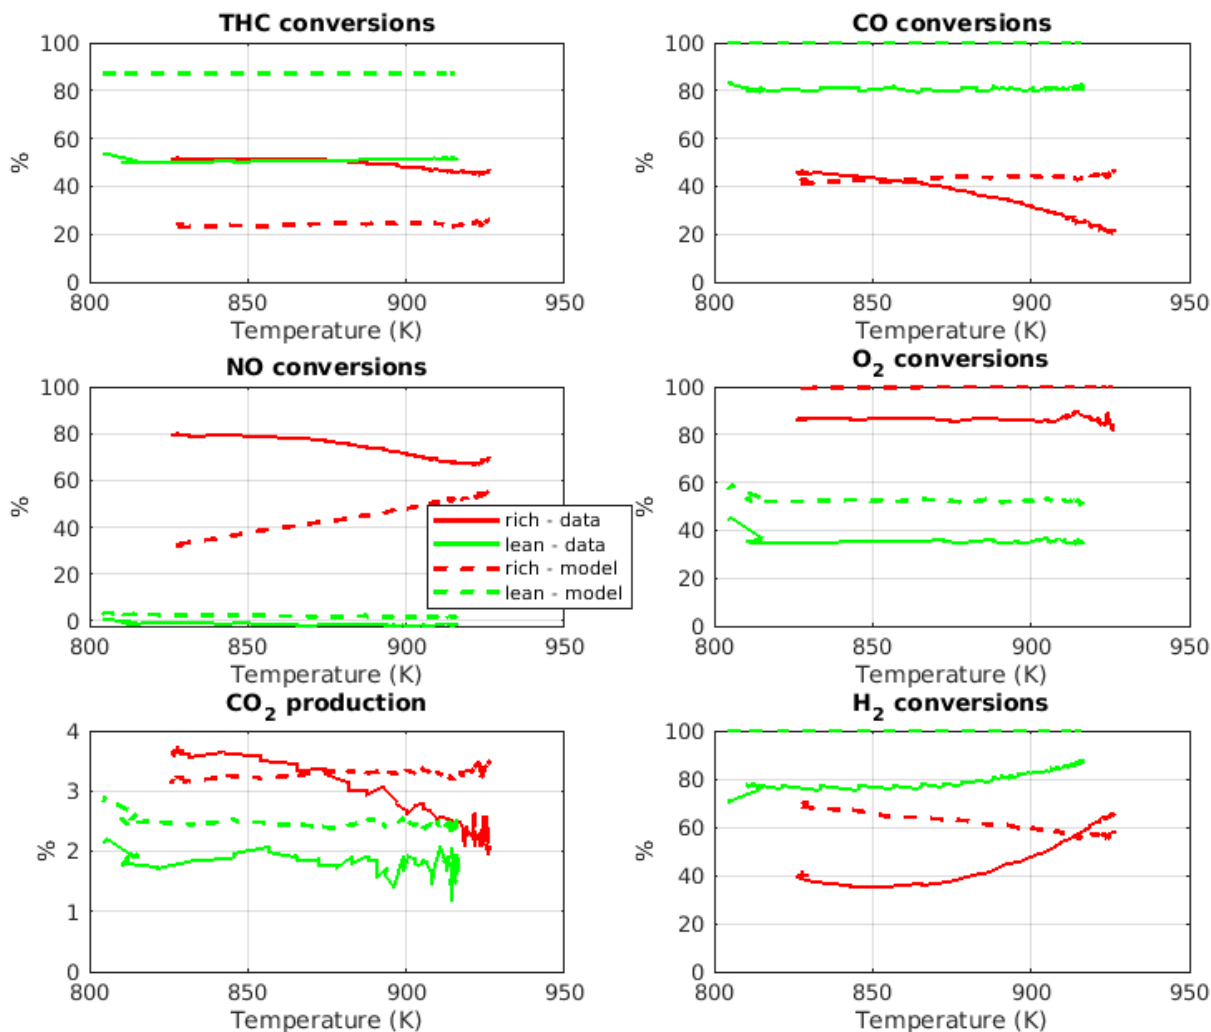 THC conversions
100
80
60
40
20
0
%
800 850 900 950
Temperature (K)
CO conversions
100
80
60
40
20
0
%
800 850 900 950
Temperature (K)
NO conversions
100
80
60
40
20
0
%
800 850 900 950
Temperature (K)
rich - data
lean - data
rich - model
lean - model
O2 conversions
100
80
60
40
20
0
%
800 850 900 950
Temperature (K)
CO2 production
4
3
2
1
0
%
800 850 900 950
Temperature (K)
H2 conversions
100
80
60
40
20
0
%
800 850 900 950
Temperature (K)